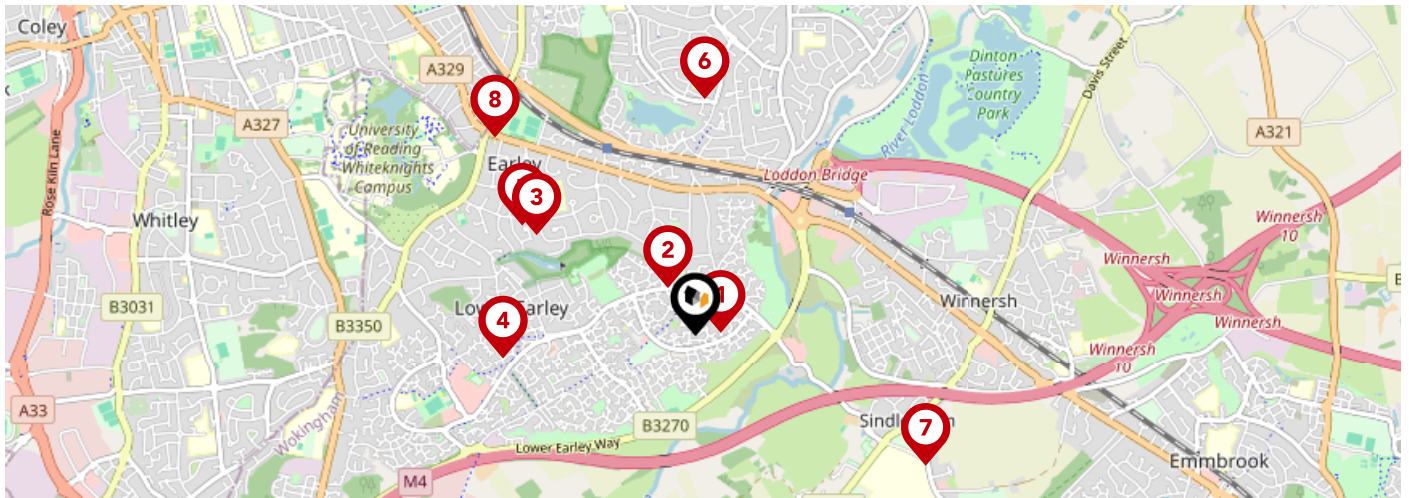 Coley
A329
6
Dinton
Pastures
Country
Park
Davis Street
8
A327
University
of Reading
Whiteknights
Campus
River Loddon
A321
Rose Kiln Lane
Earley
Loddon Bridge
3
Whitley
Winnersh
10
2
Winnersh
1
B3031
Winnersh
Winnersh
4
B3350
Winnersh
Winnersh
10
A33
Wokingham
B3270
7
Lower Earley Way
Emmbrook
M4